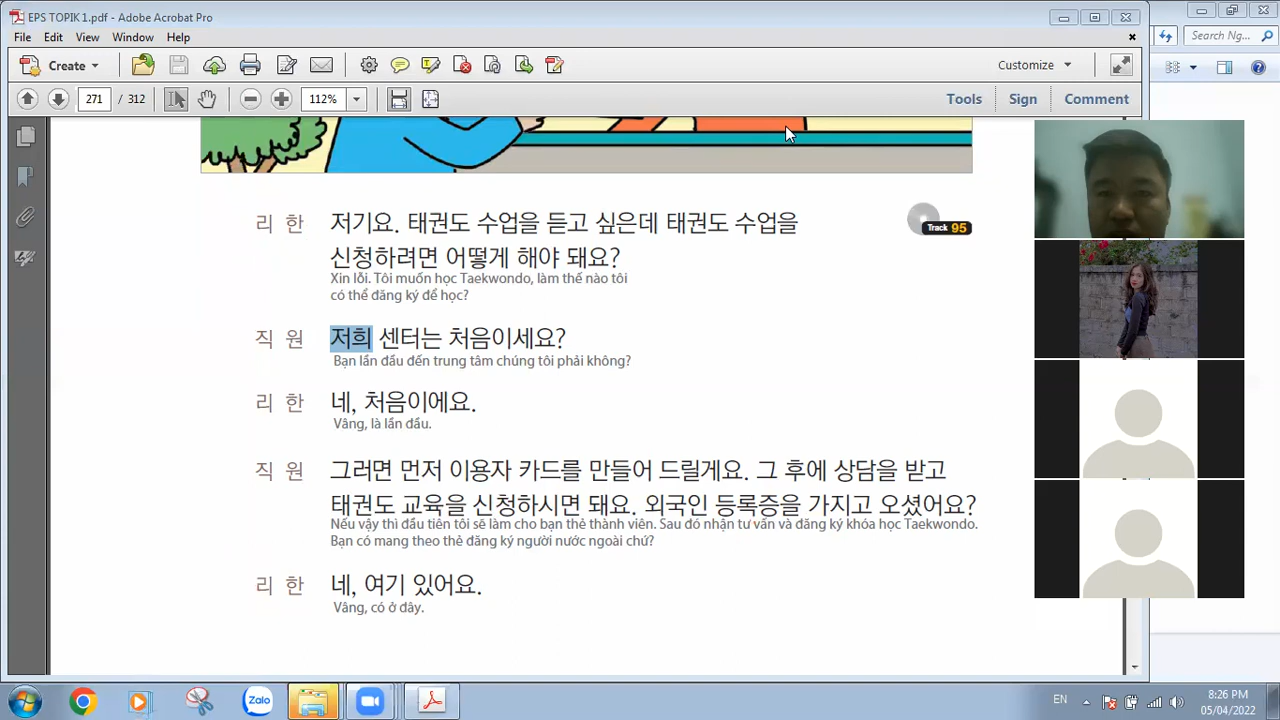 EPS TOPIK 1.pdf - Adobe Acrobat Pro
File Edit View Window Help
Search Ng...
Create
Customize
271 / 312
112%
Tools Sign Comment
리 한 저기요. 태권도 수업을 듣고 싶은데 태권도 수업을
신청하려면 어떻게 해야 돼요?
Xin lỗi. Tôi muốn học Taekwondo, làm thế nào tôi
có thể đăng ký để học?
Track 95
직 원 저희 센터는 처음이세요?
Bạn lần đầu đến trung tâm chúng tôi phải không?
리 한 네, 처음이에요.
Vâng, là lần đầu.
직 원 그러면 먼저 이용자 카드를 만들어 드릴게요. 그 후에 상담을 받고
태권도 교육을 신청하시면 돼요. 외국인 등록증을 가지고 오셨어요?
Nếu vậy thì đầu tiên tôi sẽ làm cho bạn thẻ thành viên. Sau đó nhận tư vấn và đăng ký khóa học Taekwondo.
Bạn có mang theo thẻ đăng ký người nước ngoài chứ?
리 한 네, 여기 있어요.
Vâng, có ở đây.
Zalo
EN
8:26 PM
05/04/2022